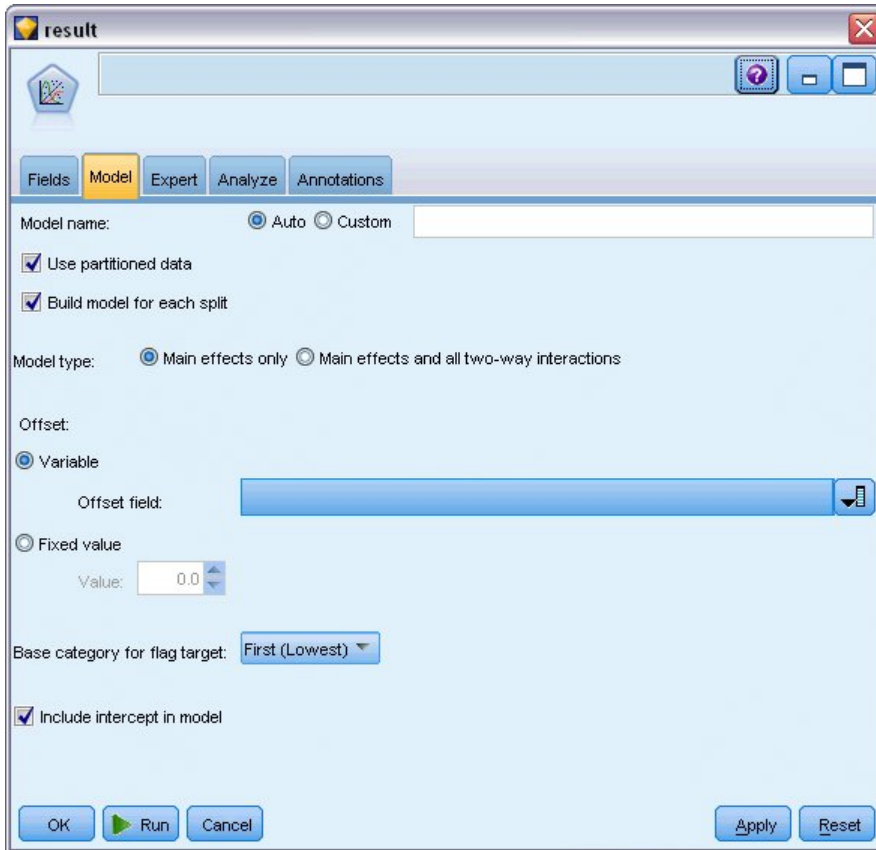 result
Fields Model Expert Analyze Annotations
Model name: Auto Custom
Use partitioned data
Build model for each split
Model type: Main effects only Main effects and all two-way interactions
Offset:
Variable
Offset field:
Fixed value
Value: 0.0
Base category for flag target: First (Lowest)
Include intercept in model
OK Run Cancel Apply Reset